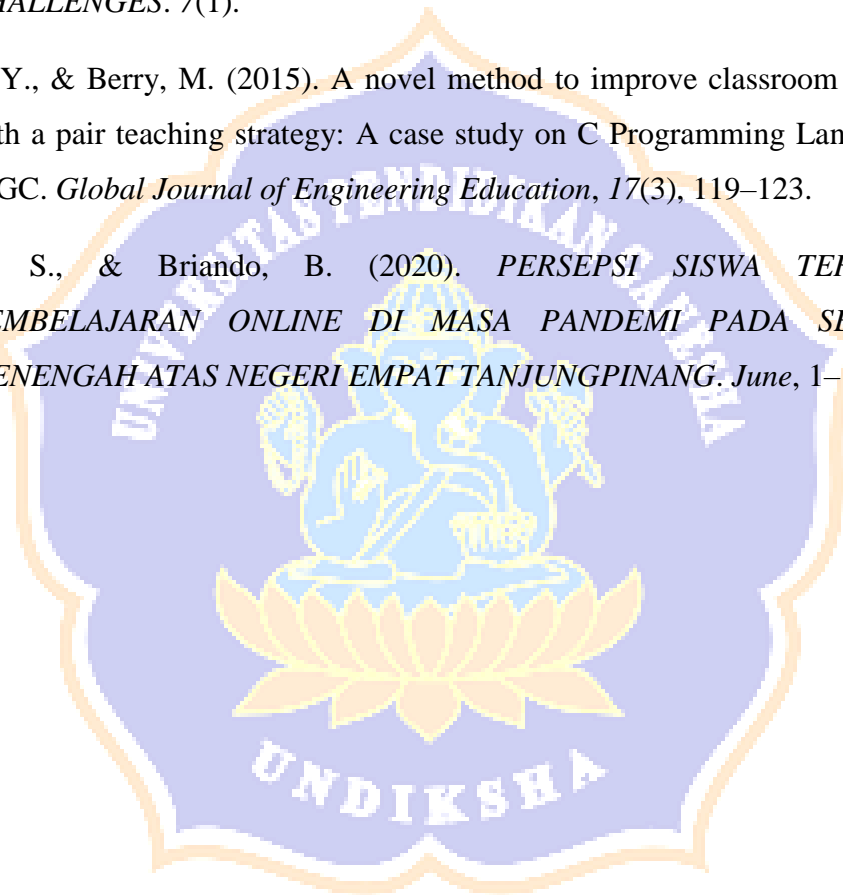 HALLENGES. 7(1).
Y., & Berry, M. (2015). A novel method to improve classroom
th a pair teaching strategy: A case study on C Programming Lan
GC. Global Journal of Engineering Education, 17(3), 119–123.
S., & Briando, B. (2020). PERSEPSI SISWA TER
EMBELAJARAN ONLINE DI MASA PANDEMI PADA SE
ENENGAH ATAS NEGERI EMPAT TANJUNGPINANG. June, 1–
UNIVERSITAS PENDIDIKAN GANESHA
UNDIKSHA